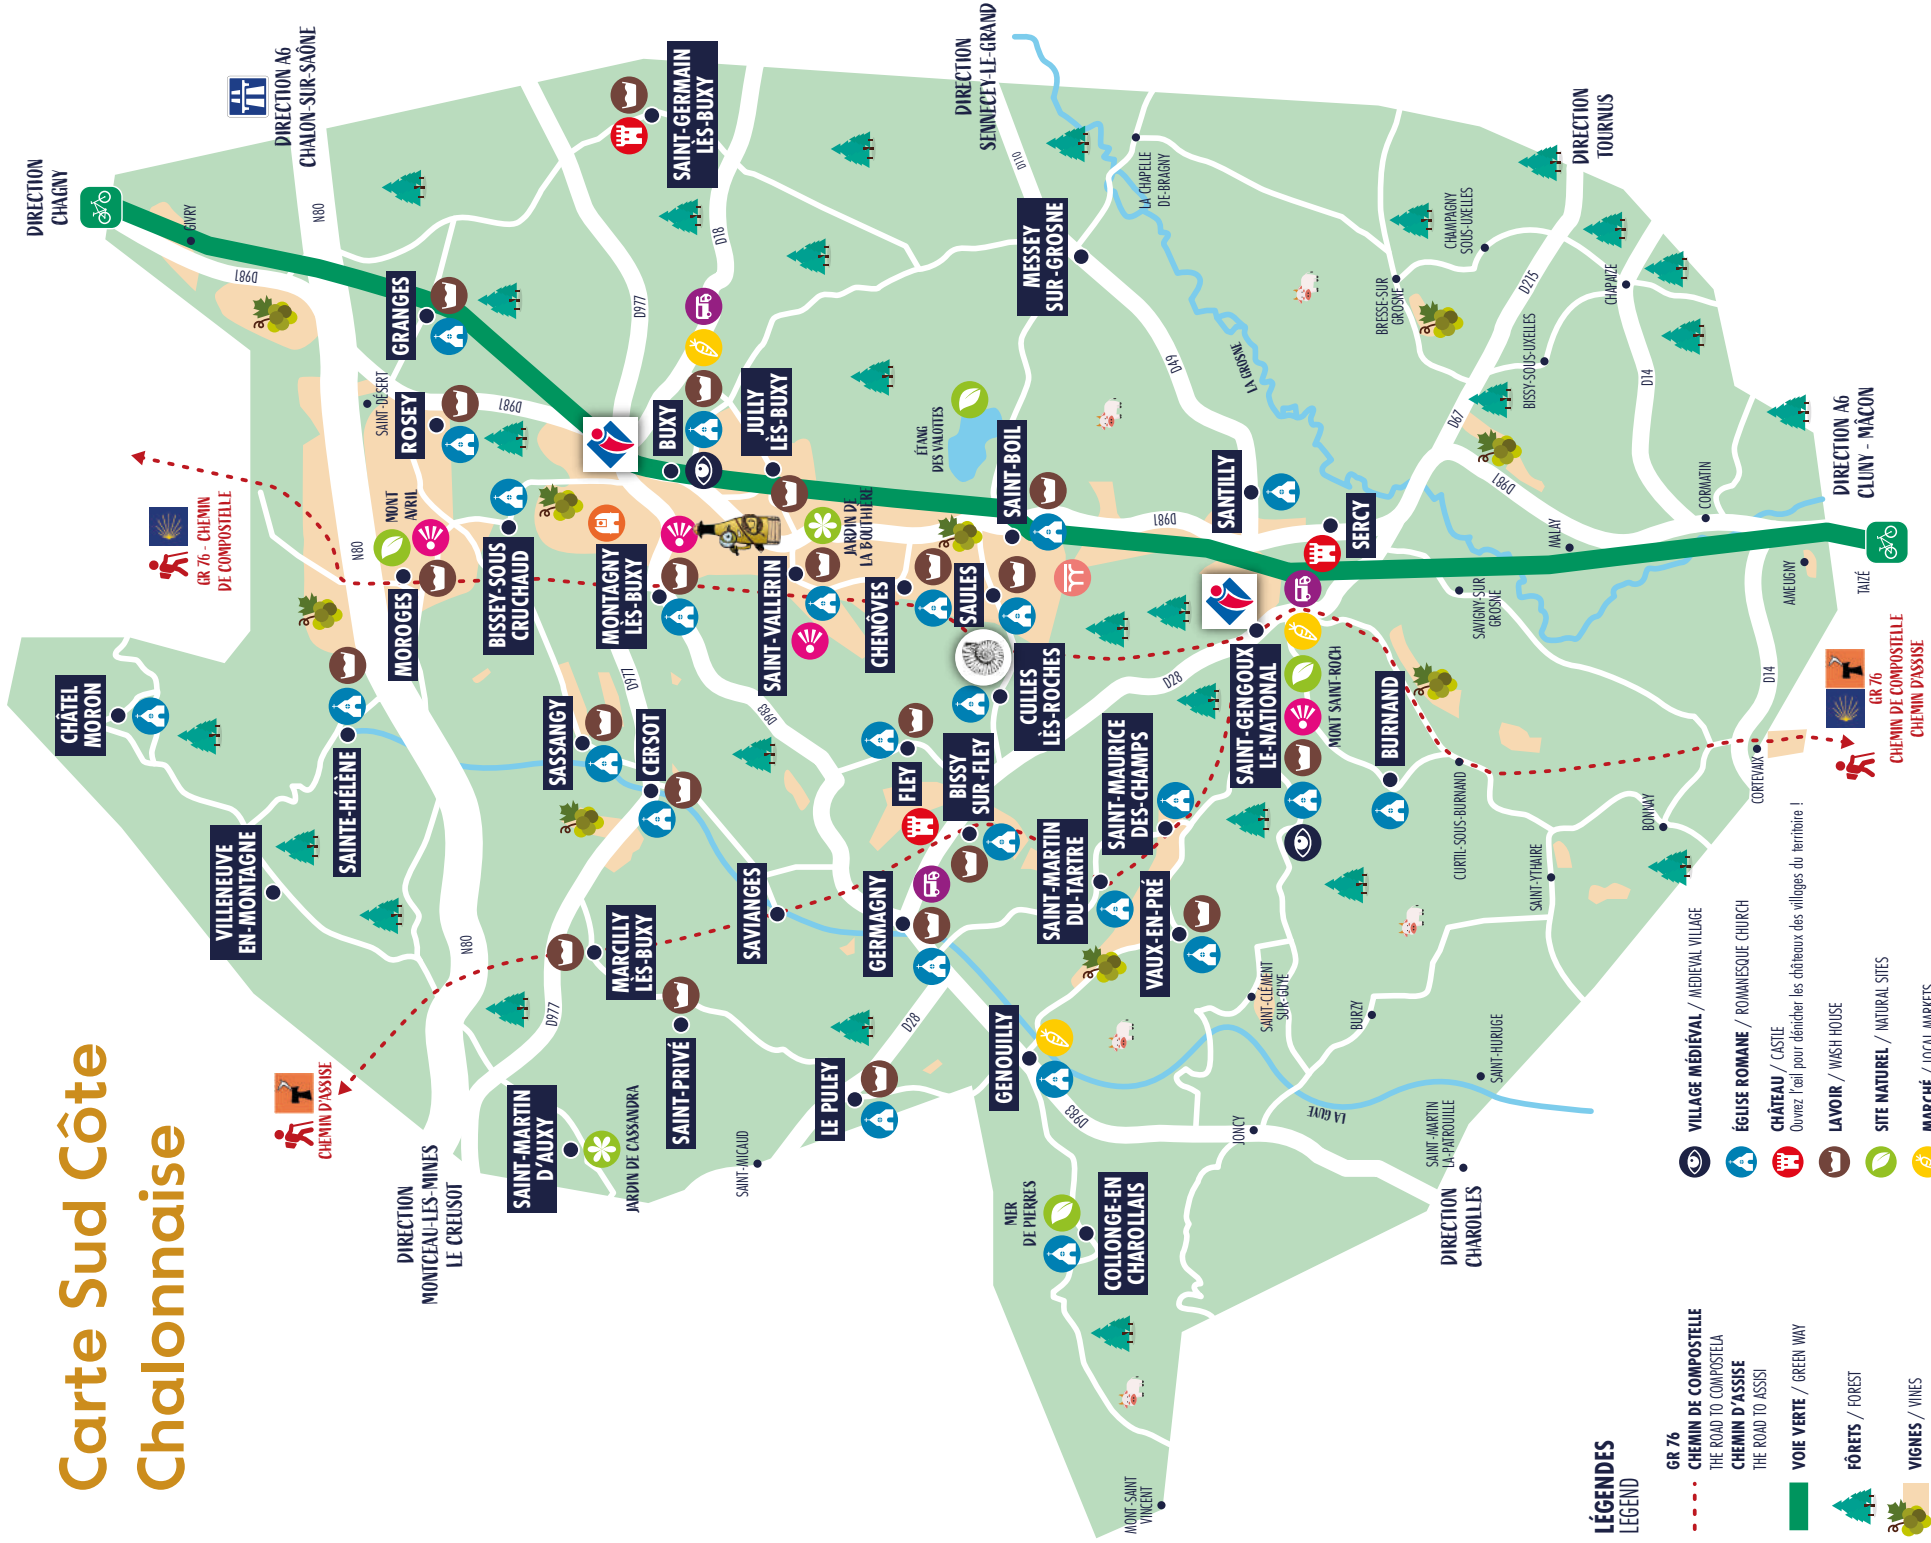 Carte Sud Côte
Chalonnaise
DIRECTION
CHAGNY
DIRECTION A6
CHALON-SUR-SAÔNE
GIVRY
N80
D981
GRANGES
SAINT-DÉSERT
ROSEY
D981
D977
D18
SAINT-GERMAIN
LÈS-BUXY
BUXY
JULLY
LÈS-BUXY
GR 76 - CHEMIN
DE COMPOSTELLE
MONT
AVRIL
N80
MOROGES
BISSEY-SOUS
CRUCHAUD
MONTAGNY
LÈS-BUXY
SAINT-VALLERIN
JARDIN DE
LA BOUTHIÈRE
CHENÔVES
SAULES
ÉTANG
DES VALOTTES
SAINT-BOIL
DIRECTION
SENNECEY-LE-GRAND
D110
MESSEY
SUR-GROSNE
LA CHAPELLE
DE-BRAGNY
D49
LA GROSNE
D981
SANTILLY
SERCY
BRESSE-SUR
GROSNE
CHAMPAGNY
SOUS-UXELLES
DIRECTION
TOURNUS
D215
CHAPAIZE
BISSY-SOUS-UXELLES
D14
D67
D981
CORMATIN
MALAY
DIRECTION A6
CLUNY - MÂCON
SAVIGNY-SUR
GROSNE
AMEUGNY
TAIZÉ
GR 76
CHEMIN DE COMPOSTELLE
CHEMIN D'ASSISE
D14
CORTEVAIX
CHÂTEL
MORON
SAINTE-HÉLÈNE
VILLENEUVE
EN-MONTAGNE
N80
SASSANGY
CERSOT
D977
D983
FLEY
BISSY
SUR-FLEY
CULLES
LÈS-ROCHES
D28
SAINT-GENGOUX
LE-NATIONAL
MONT SAINT-ROCH
BURNAND
SAINT-MAURICE
DES-CHAMPS
SAINT-MARTIN
DU-TARTRE
VAUX-EN-PRÉ
CURTIL-SOUS-BURNAND
SAINT-YTHAIRE
BONNAY
SAVIANGES
GERMAGNY
MARCILLY
LÈS-BUXY
D977
SAINT-PRIVÉ
D28
LE PULEY
GENOUILLY
D983
CHEMIN D'ASSISE
DIRECTION
MONTCEAU-LES-MINES
LE CREUSOT
SAINT-MARTIN
D'AUXY
JARDIN DE CASSANDRA
SAINT-MICAUD
MER
DE PIERRES
COLONGE-EN
CHAROLLAIS
MONT-SAINT
VINCENT
SAINT-CLÉMENT
SUR-GUYE
BURZY
SAINT-HURUGE
JONCY
LA GUYE
SAINT-MARTIN
LA-PATROUILLE
DIRECTION
CHAROLLES
LÉGENDES
LEGEND
GR 76
CHEMIN DE COMPOSTELLE
THE ROAD TO COMPOSTELA
CHEMIN D'ASSISE
THE ROAD TO ASSISI
VOIE VERTE / GREEN WAY
FÔRETS / FOREST
VIGNES / VINES
VILLAGE MÉDIÉVAL / MEDIEVAL VILLAGE
ÉGLISE ROMANE / ROMANESQUE CHURCH
CHÂTEAU / CASTLE
Ouvrez l'œil pour dénicher les châteaux des villages du territoire !
LAVOIR / WASH HOUSE
SITE NATUREL / NATURAL SITES
MARCHÉ / LOCAL MARKETS